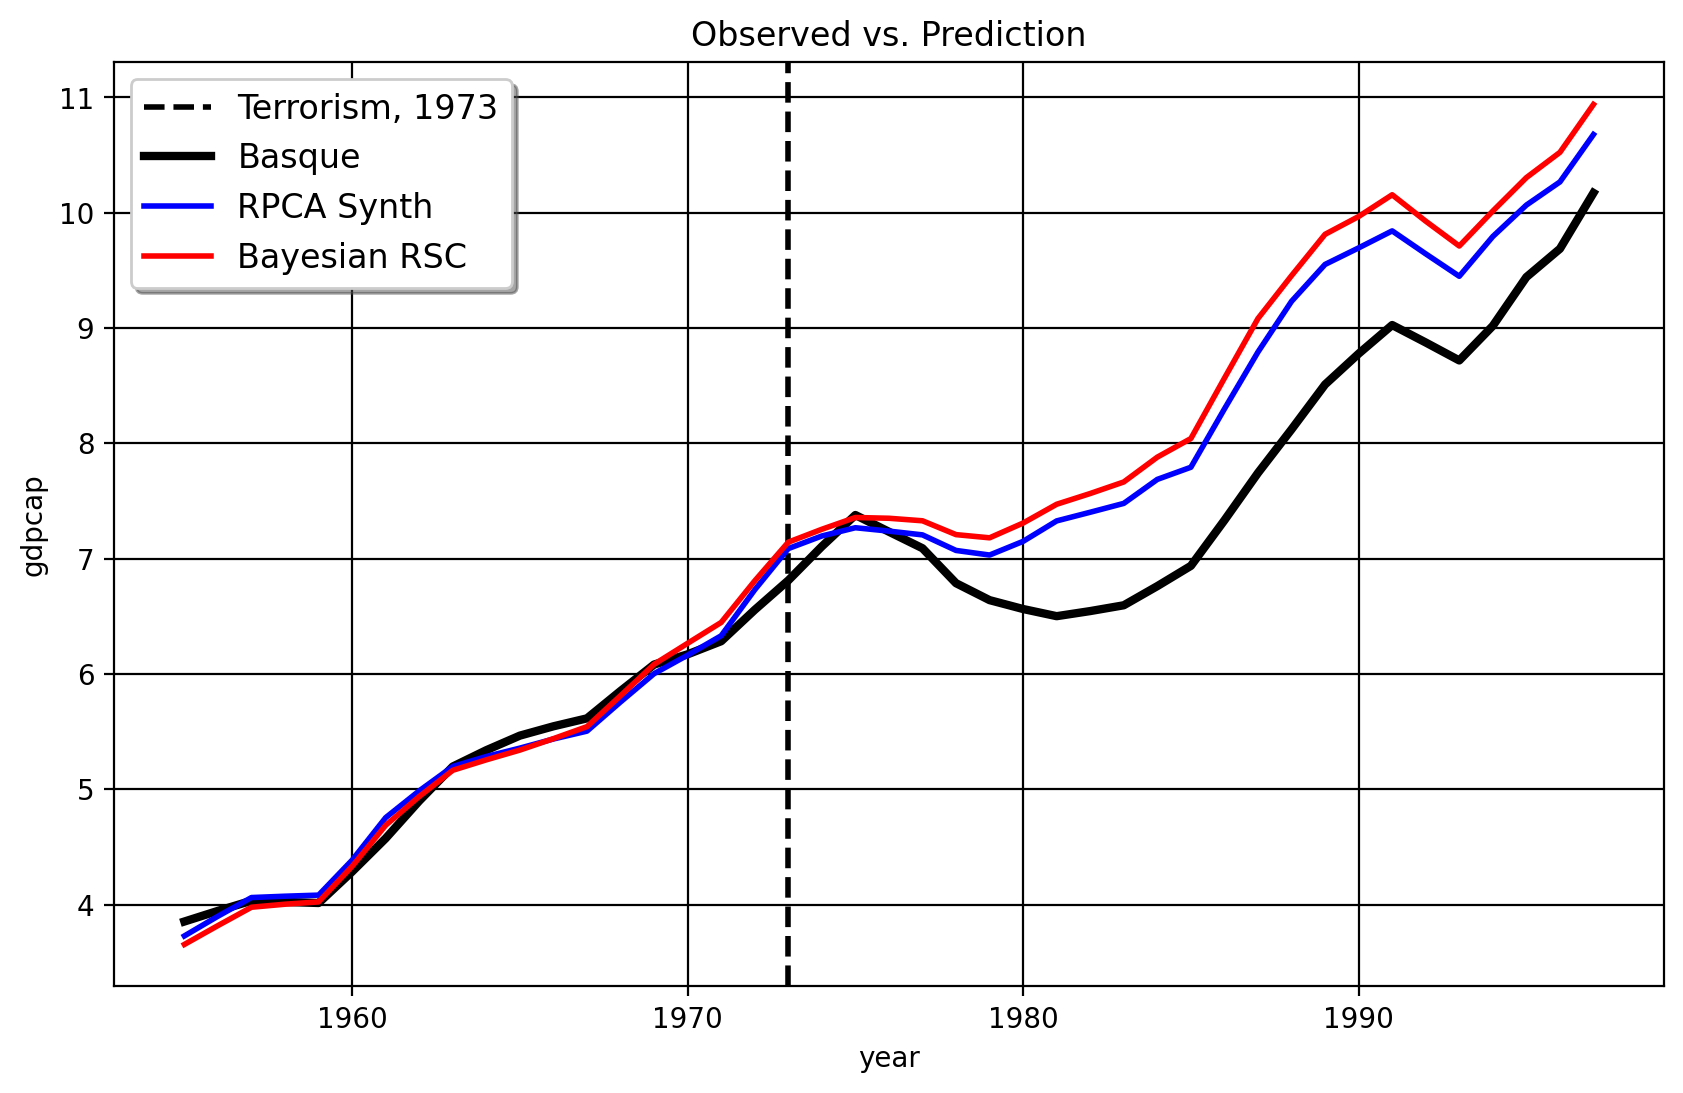 Observed vs. Prediction
Terrorism, 1973
Basque
RPCA Synth
Bayesian RSC
11
10
9
8
7
6
5
4
gdpcap
1960
1970
1980
1990
year